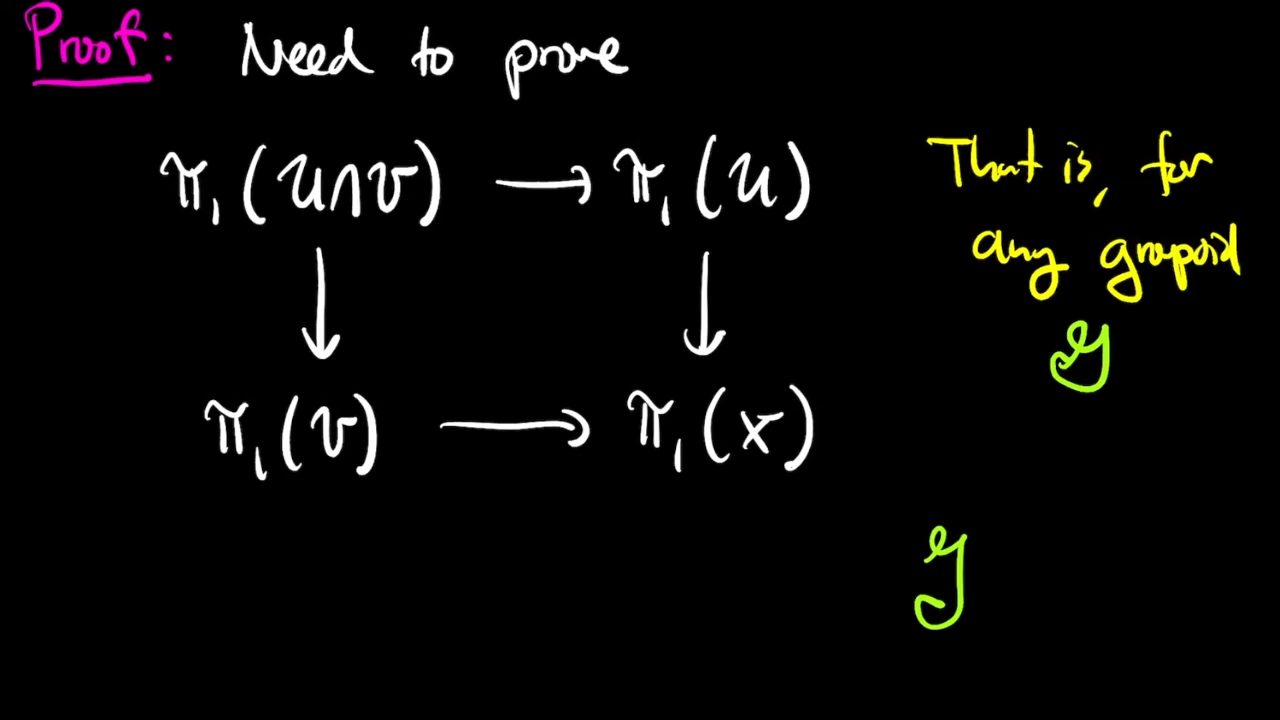 Proof: Need to prove
π₁(U∩V) → π₁(U)
That is, for
any groupoid
G
↓ ↓
π₁(V) → π₁(X)
G